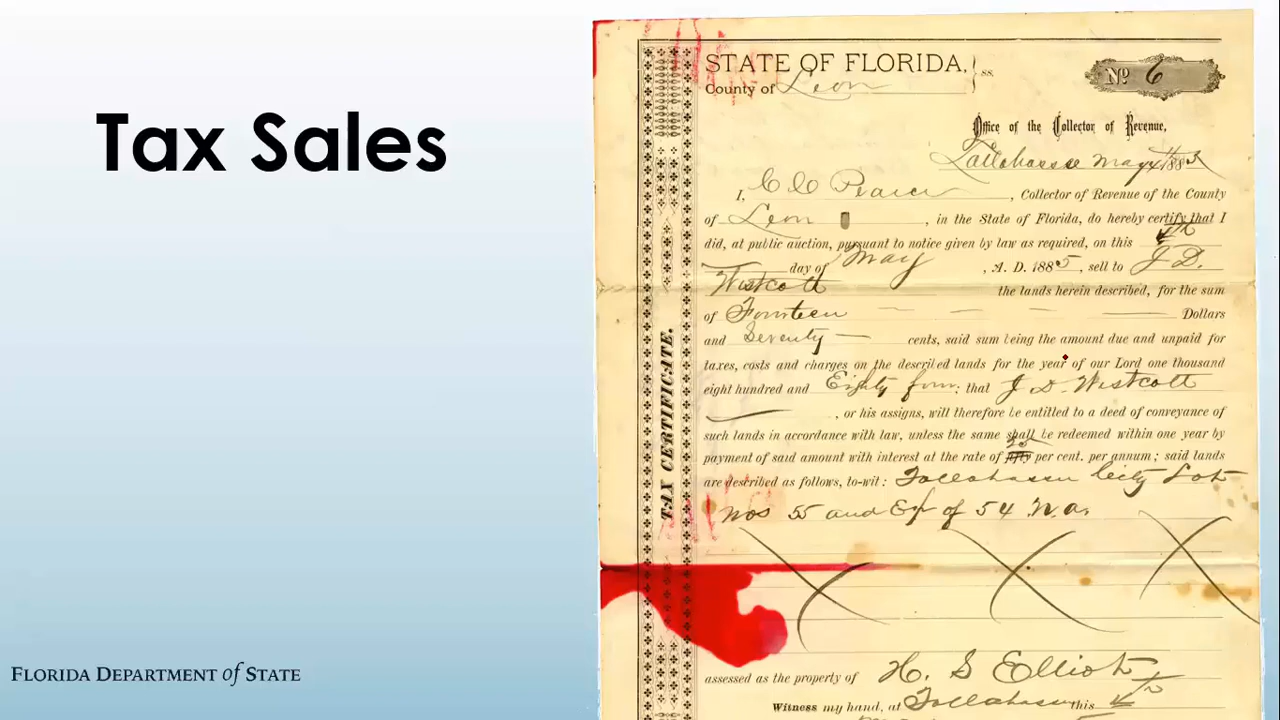 Tax Sales
FLORIDA DEPARTMENT of STATE
TAX CERTIFICATE.
STATE OF FLORIDA, } ss.
County of Leon
No 6
Office of the Collector of Revenue,
Tallahassee May 188
I, C C Pearce, Collector of Revenue of the County
of Leon, in the State of Florida, do hereby certify that I
did, at public auction, pursuant to notice given by law as required, on this
day of May, A. D. 1885, sell to J. D.
Westcott the lands herein described, for the sum
of Fourteen Dollars
and Seventy cents, said sum being the amount due and unpaid for
taxes, costs and charges on the described lands for the year of our Lord one thousand
eight hundred and Eighty four; that J D Westcott
, or his assigns, will therefore be entitled to a deed of conveyance of
such lands in accordance with law, unless the same shall be redeemed within one year by
payment of said amount with interest at the rate of 25 fifty per cent. per annum; said lands
are described as follows, to-wit: Tallahassee City Lot
Nos 55 and of 54 N.a.
assessed as the property of H. S Elliott
Witness my hand, at Tallahassee this